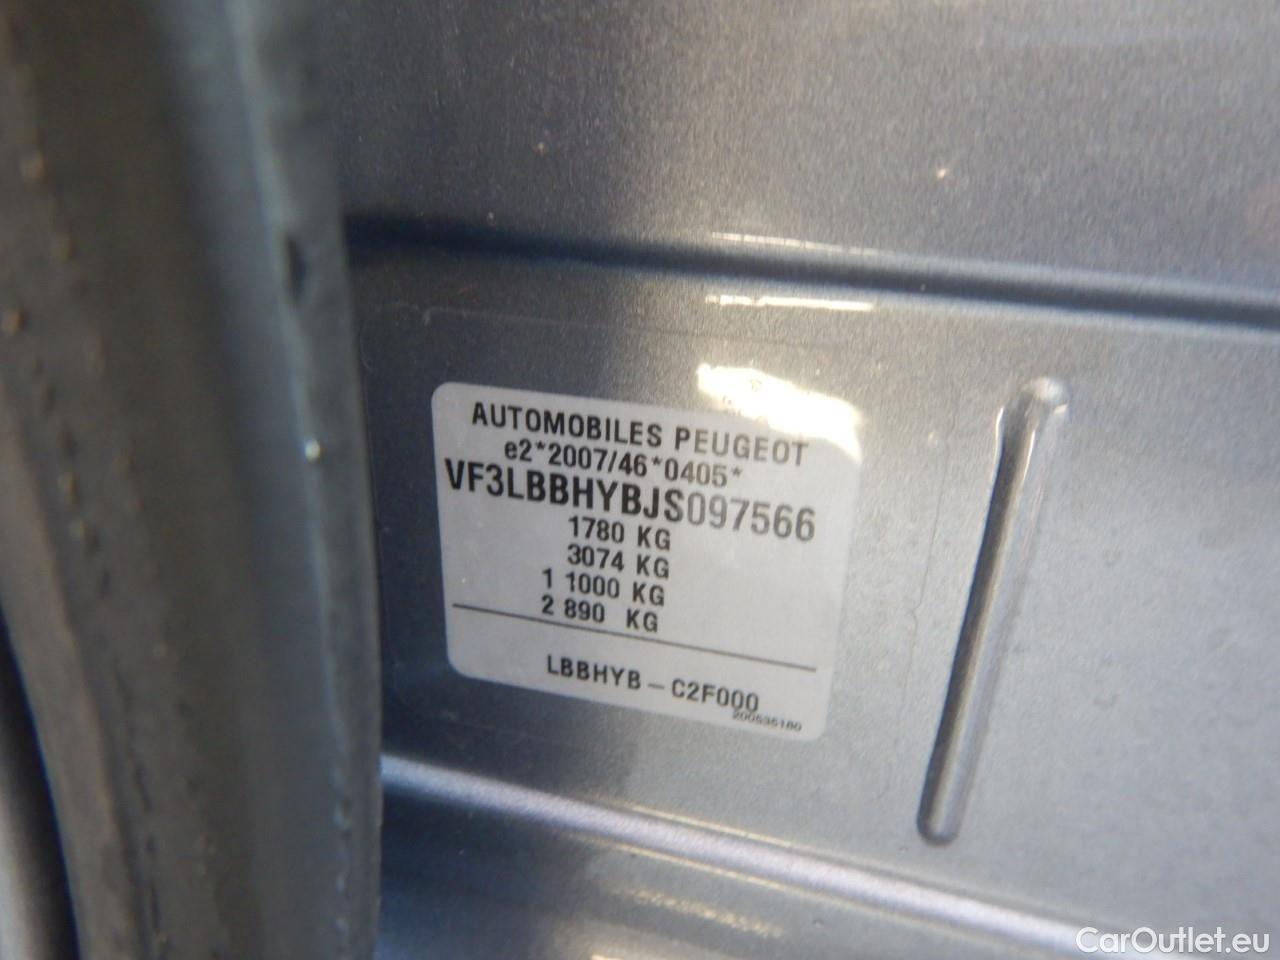 AUTOMOBILES PEUGEOT
e2*2007/46*0405*
VF3LBBHYBJS097566
1780 KG
3074 KG
1 1000 KG
2 890 KG
LBBHYB - C2F000
200535180
CarOutlet.eu